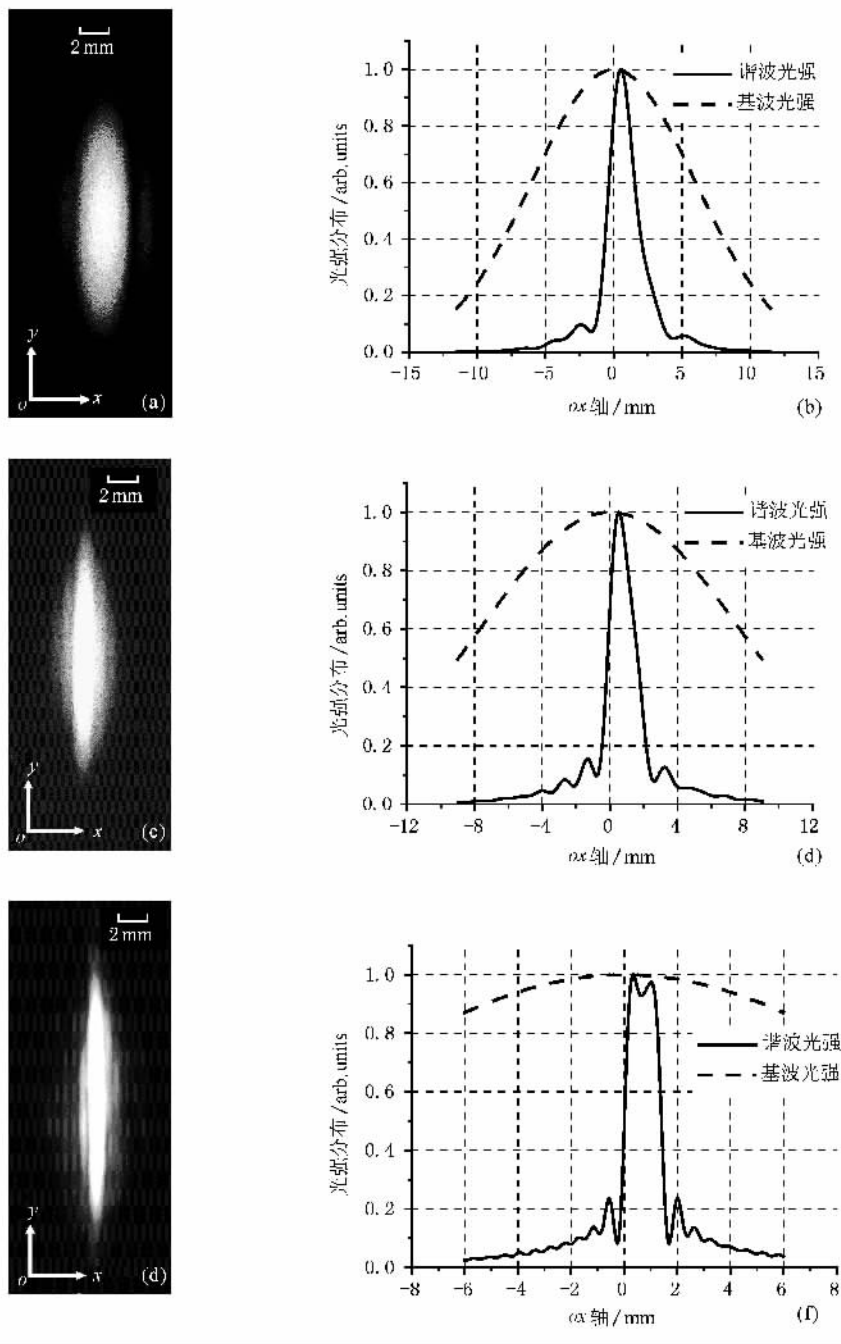 2 mm
y
o
x
(a)
谐波光强
基波光强
光强分布/arb.units
1.0
0.8
0.6
0.4
0.2
0.0
-15 -10 -5 0 5 10 15
ox轴/mm
(b)
2 mm
y
o
x
(c)
谐波光强
基波光强
光强分布/arb.units
1.0
0.8
0.6
0.4
0.2
0.0
-12 -8 -4 0 4 8 12
ox轴/mm
(d)
2 mm
y
o
x
(d)
谐波光强
基波光强
光强分布/arb.units
1.0
0.8
0.6
0.4
0.2
0.0
-8 -6 -4 -2 0 2 4 6 8
ox轴/mm
(f)